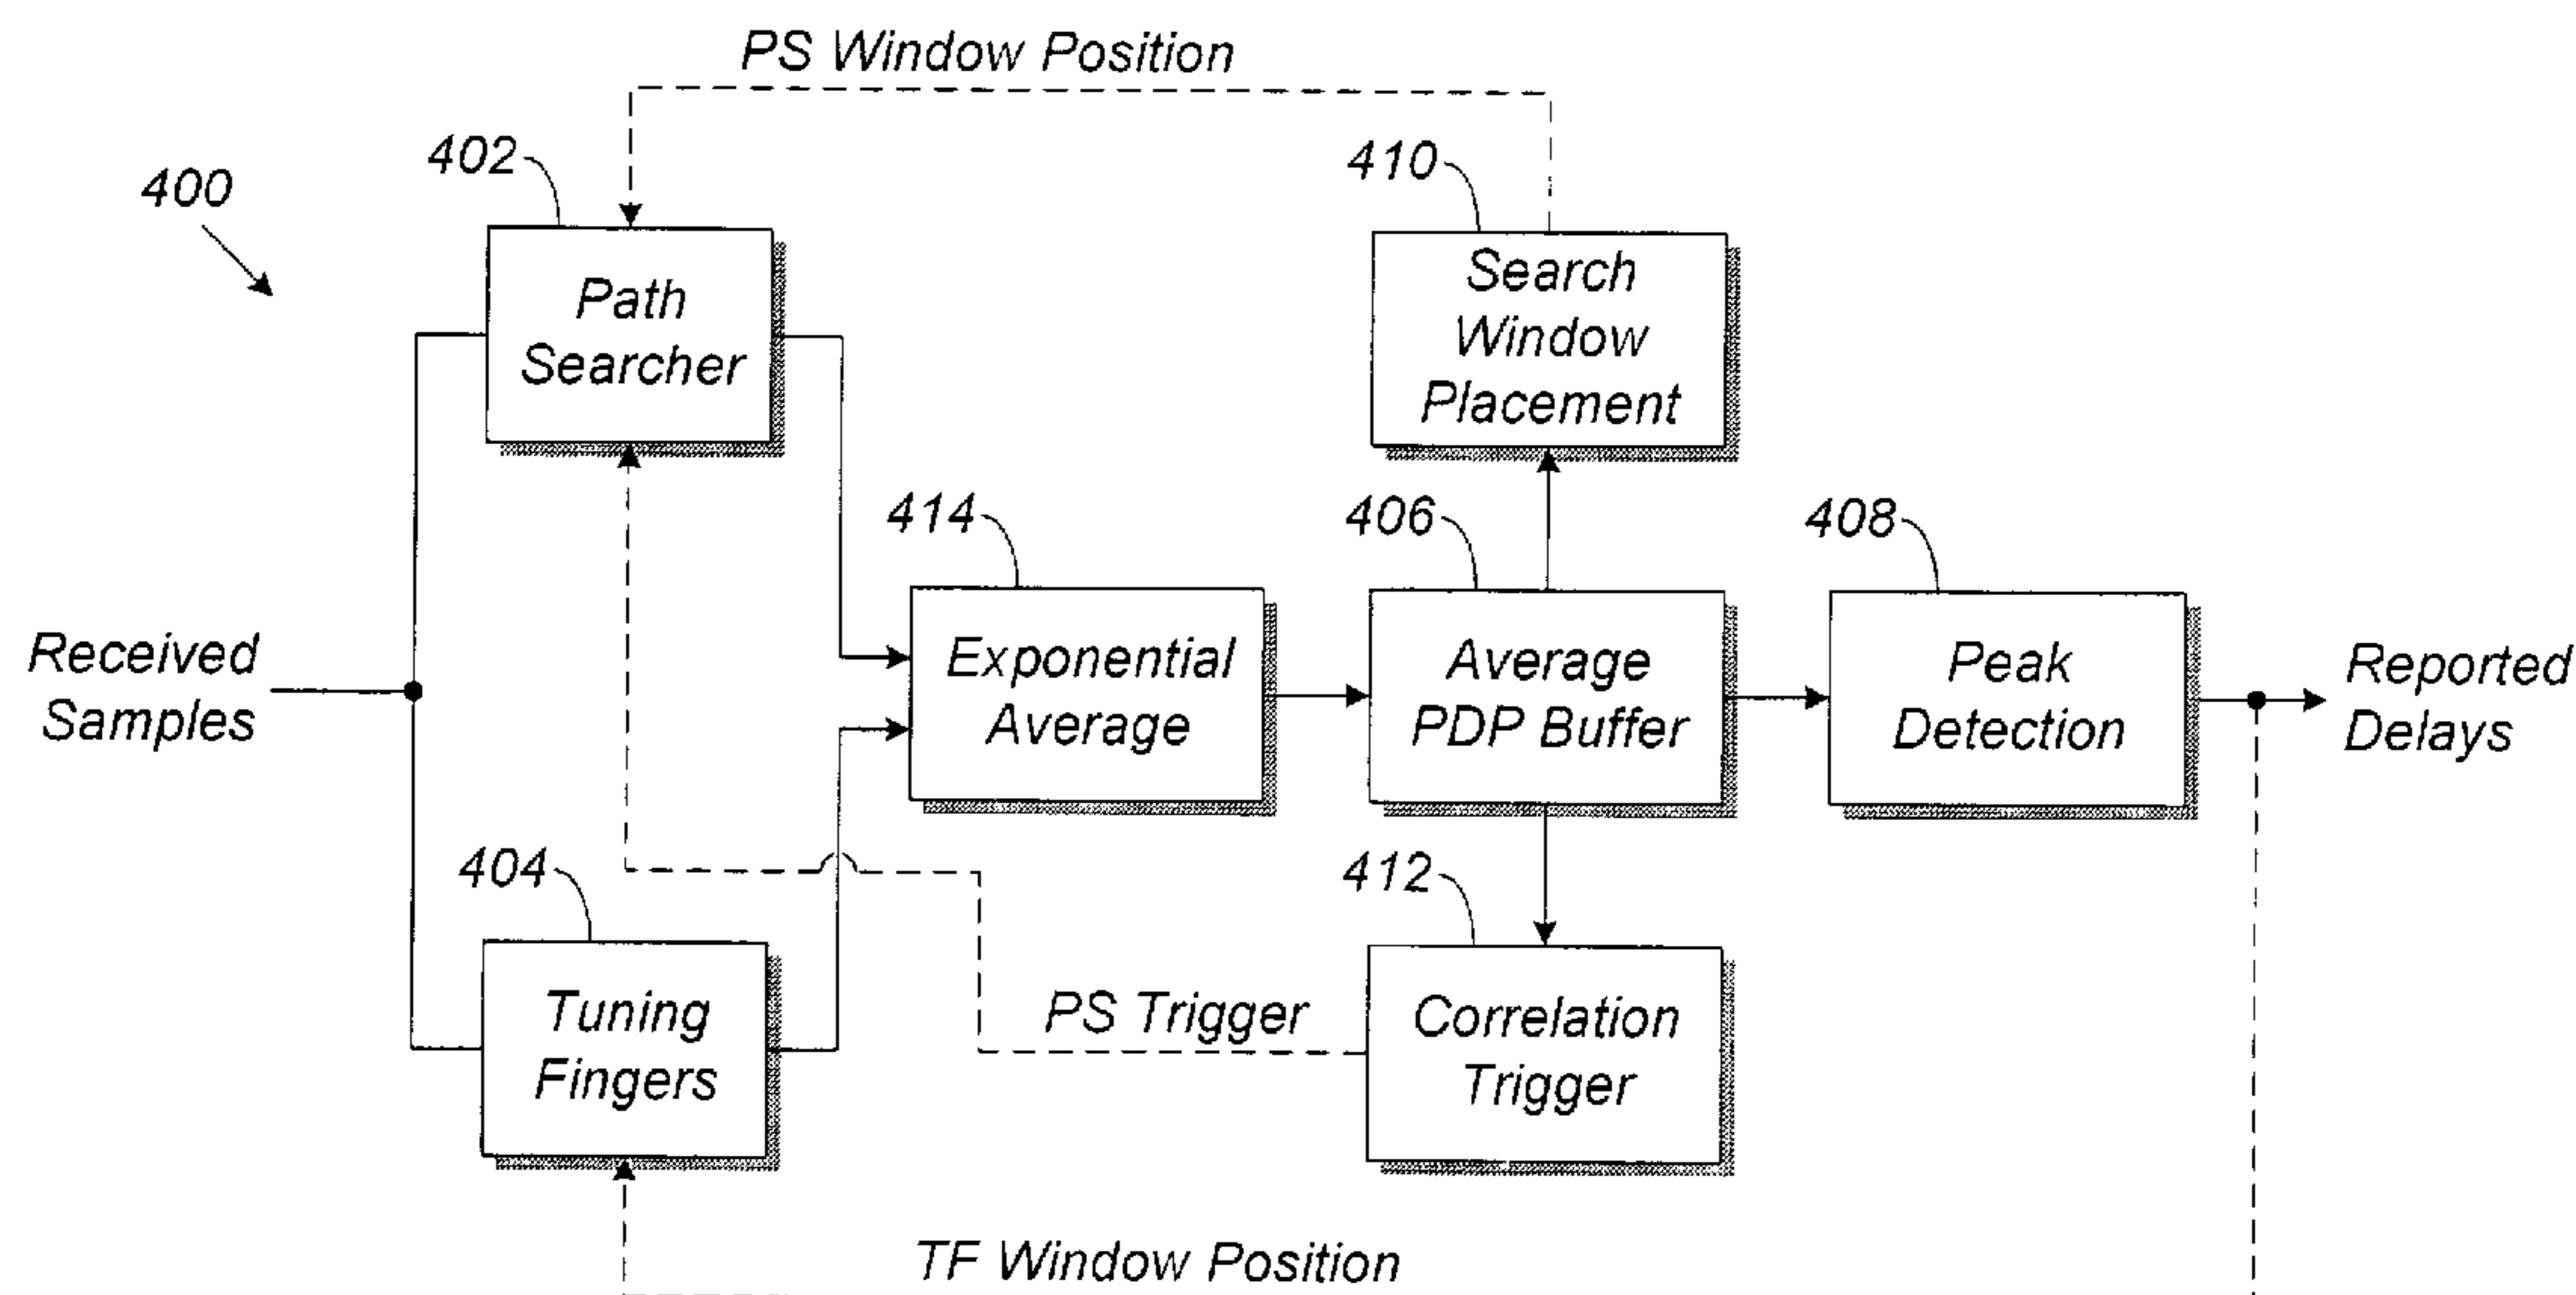 PS Window Position
402
410
400
Path
Searcher
Search
Window
Placement
414
406
408
Received
Samples
Exponential
Average
Average
PDP Buffer
Peak
Detection
Reported
Delays
404
412
Tuning
Fingers
PS Trigger
Correlation
Trigger
TF Window Position